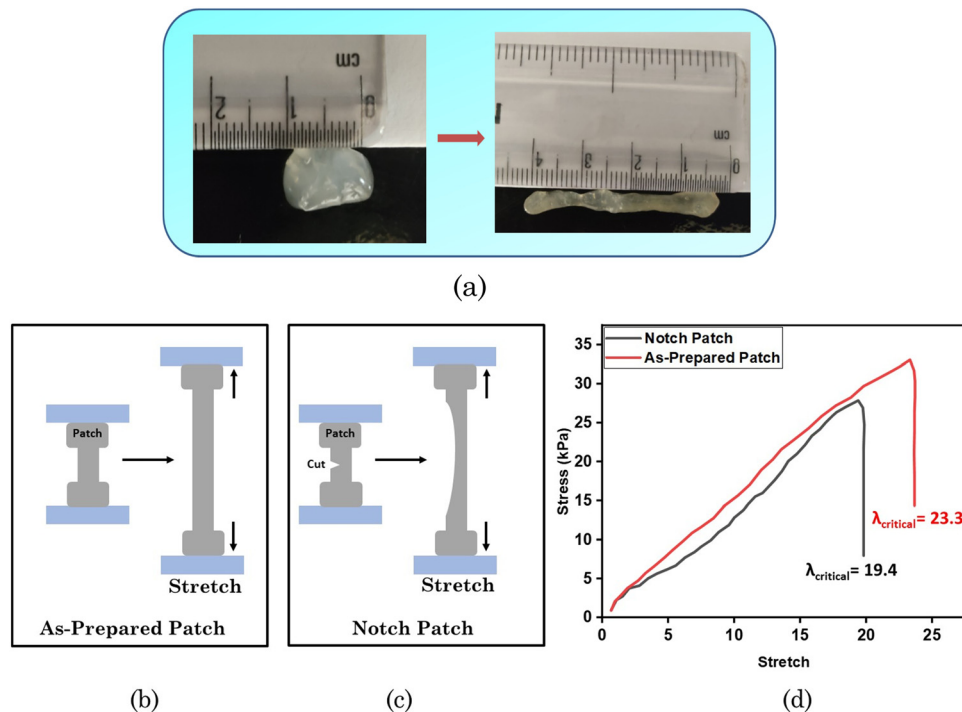 cm
2 1 0
cm
4 3 2 1 0
(a)
Patch
Stretch
As-Prepared Patch
Patch
Cut
Stretch
Notch Patch
Notch Patch
As-Prepared Patch
35
30
25
20
15
10
5
0
Stress (kPa)
λcritical= 23.3
λcritical= 19.4
0 5 10 15 20 25
Stretch
(b) (c) (d)